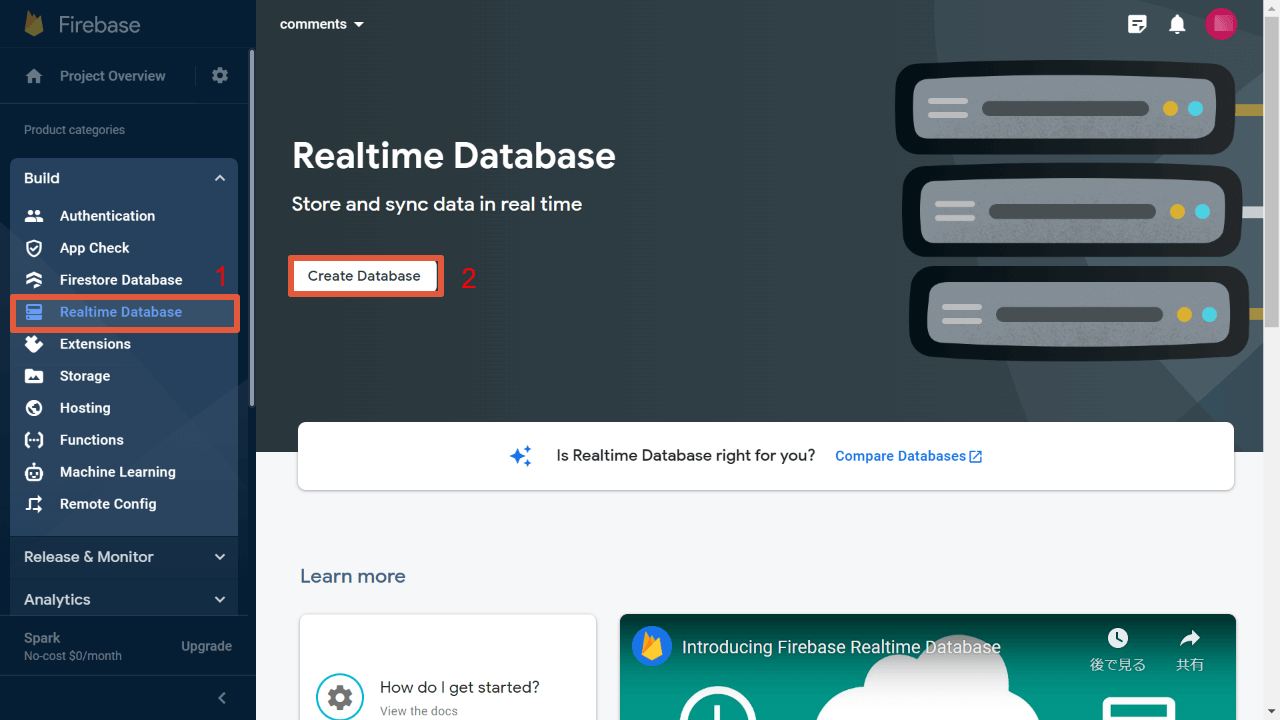 Firebase
comments
Project Overview
Product categories
Build
Authentication
App Check
Firestore Database
1
Realtime Database
Extensions
Storage
Hosting
Functions
Machine Learning
Remote Config
Release & Monitor
Analytics
Spark
No-cost $0/month
Upgrade
Realtime Database
Store and sync data in real time
Create Database
2
Is Realtime Database right for you?
Compare Databases
Learn more
How do I get started?
View the docs
Introducing Firebase Realtime Database
後で見る
共有